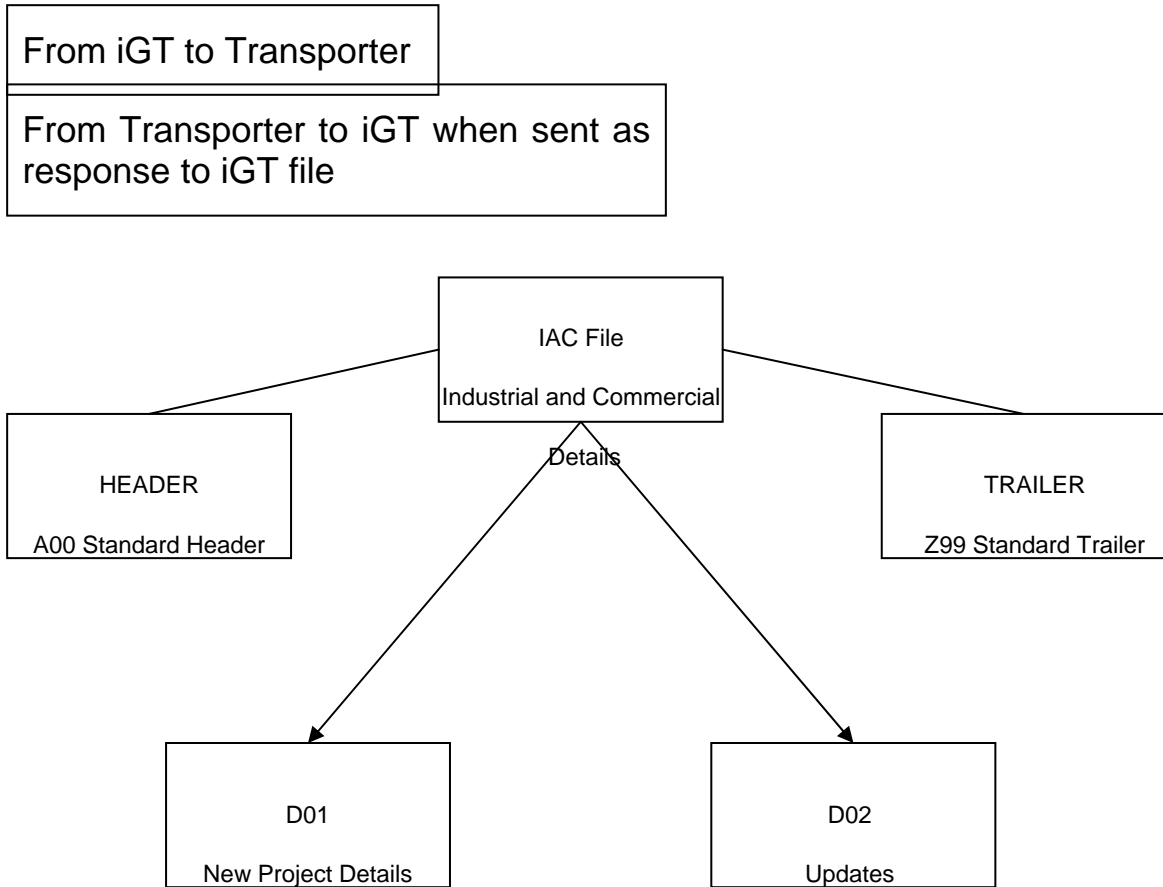 From iGT to Transporter
From Transporter to iGT when sent as
response to iGT file
IAC File
Industrial and Commercial
Details
HEADER
A00 Standard Header
TRAILER
Z99 Standard Trailer
D01
New Project Details
D02
Updates